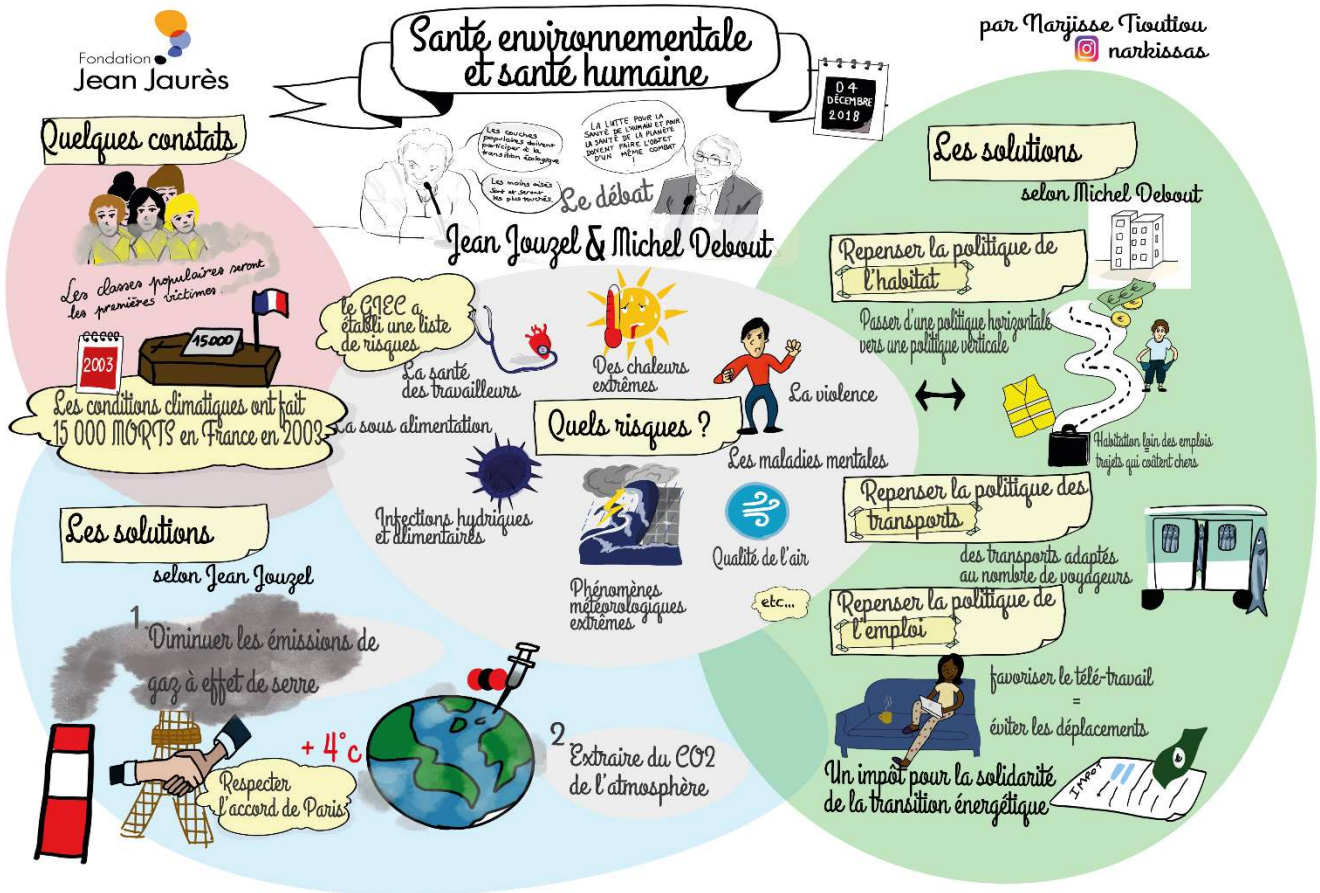 Fondation
Jean Jaurès
Santé environnementale
et santé humaine
D 4
DÉCEMBRE
2018
par Narjisse Tioutiou
narkissas
Quelques constats
Les classes populaires seront
les premières victimes.
15.000
2003
Les conditions climatiques ont fait
15 000 MORTS en France en 2003
Les couches
populaires doivent
participer à la
transition écologique
Les moins aisés
sont et seront
les plus touchés.
LA LUTTE POUR LA
SANTÉ DE L'HUMAIN ET POUR
LA SANTÉ DE LA PLANÈTE
DOIVENT FAIRE L'OBJET
D'UN MÊME COMBAT
!
Le débat
Jean Jouzel & Michel Debout
le GIEC a
établi une liste
de risques
La santé
des travailleurs
Des chaleurs
extrêmes
La violence
La sous alimentation
Quels risques ?
Les maladies mentales
Infections hydriques
et alimentaires
Qualité de l'air
Phénomènes
météorologiques
extrêmes
etc...
Les solutions
selon Jean Jouzel
1
Diminuer les émissions de
gaz à effet de serre
Respecter
l'accord de Paris
+ 4°c
2
Extraire du CO2
de l'atmosphère
Les solutions
selon Michel Debout
Repenser la politique de
l'habitat
Passer d'une politique horizontale
vers une politique verticale
Habitation loin des emplois
=
trajets qui coûtent chers
Repenser la politique des
transports
des transports adaptés
au nombre de voyageurs
Repenser la politique de
l'emploi
favoriser le télé-travail
=
éviter les déplacements
Un impôt pour la solidarité
de la transition énergétique
IMPOT